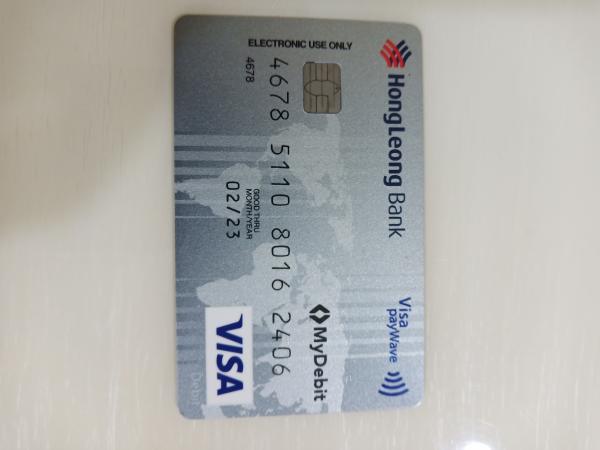 HongLeong Bank
Visa
payWave
ELECTRONIC USE ONLY
MyDebit
4678 5110 8016 2406
4678
GOOD THRU
MONTH/YEAR
02/23
VISA
Debit